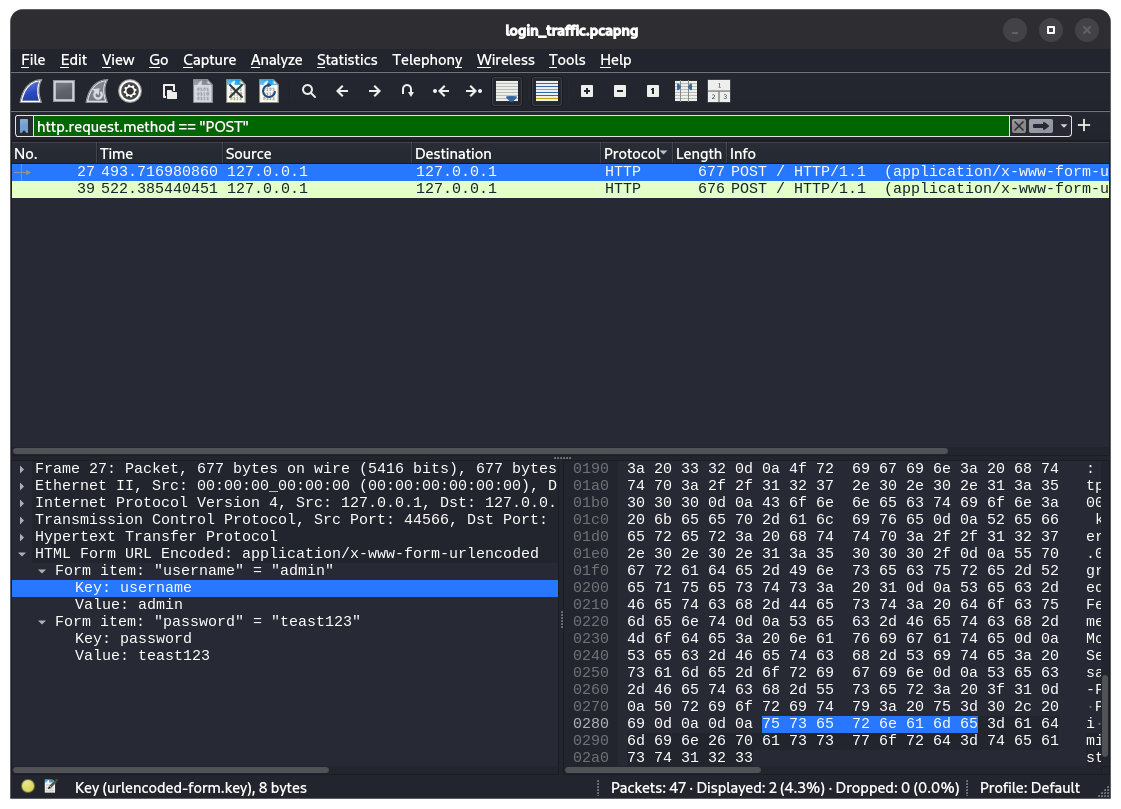 login_traffic.pcapng
File Edit View Go Capture Analyze Statistics Telephony Wireless Tools Help
http.request.method == "POST"
No. Time Source Destination Protocol Length Info
27 493.716980860 127.0.0.1 127.0.0.1 HTTP 677 POST / HTTP/1.1 (application/x-www-form-u
39 522.385440451 127.0.0.1 127.0.0.1 HTTP 676 POST / HTTP/1.1 (application/x-www-form-u
Frame 27: Packet, 677 bytes on wire (5416 bits), 677 bytes
Ethernet II, Src: 00:00:00_00:00:00 (00:00:00:00:00:00), D
Internet Protocol Version 4, Src: 127.0.0.1, Dst: 127.0.0.
Transmission Control Protocol, Src Port: 44566, Dst Port:
Hypertext Transfer Protocol
HTML Form URL Encoded: application/x-www-form-urlencoded
Form item: "username" = "admin"
Key: username
Value: admin
Form item: "password" = "teast123"
Key: password
Value: teast123
0190 3a 20 33 32 0d 0a 4f 72 69 67 69 6e 3a 20 68 74 :
01a0 74 70 3a 2f 2f 31 32 37 2e 30 2e 30 2e 31 3a 35 tp
01b0 30 30 30 0d 0a 43 6f 6e 6e 65 63 74 69 6f 6e 3a 00
01c0 20 6b 65 65 70 2d 61 6c 69 76 65 0d 0a 52 65 66 k
01d0 65 72 65 72 3a 20 68 74 74 70 3a 2f 2f 31 32 37 er
01e0 2e 30 2e 30 2e 31 3a 35 30 30 30 2f 0d 0a 55 70 .0
01f0 67 72 61 64 65 2d 49 6e 73 65 63 75 72 65 2d 52 gr
0200 65 71 75 65 73 74 73 3a 20 31 0d 0a 53 65 63 2d eq
0210 46 65 74 63 68 2d 44 65 73 74 3a 20 64 6f 63 75 Fe
0220 6d 65 6e 74 0d 0a 53 65 63 2d 46 65 74 63 68 2d me
0230 4d 6f 64 65 3a 20 6e 61 76 69 67 61 74 65 0d 0a Mo
0240 53 65 63 2d 46 65 74 63 68 2d 53 69 74 65 3a 20 Se
0250 73 61 6d 65 2d 6f 72 69 67 69 6e 0d 0a 53 65 63 sa
0260 2d 46 65 74 63 68 2d 55 73 65 72 3a 20 3f 31 0d -F
0270 0a 50 72 69 6f 72 69 74 79 3a 20 75 3d 30 2c 20 ·P
0280 69 0d 0a 0d 0a 75 73 65 72 6e 61 6d 65 3d 61 64 i·
0290 6d 69 6e 26 70 61 73 73 77 6f 72 64 3d 74 65 61 mi
02a0 73 74 31 32 33 st
Key (urlencoded-form.key), 8 bytes
Packets: 47 · Displayed: 2 (4.3%) · Dropped: 0 (0.0%) Profile: Default